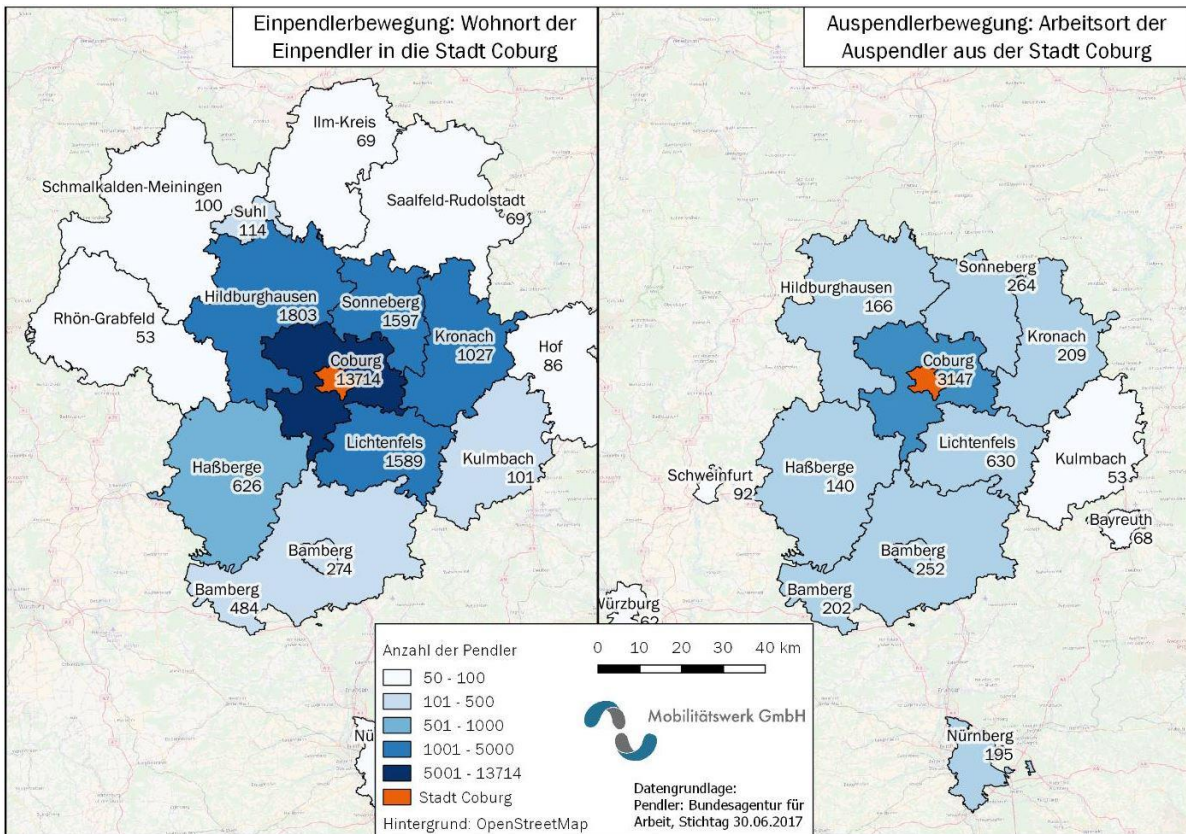 Einpendlerbewegung: Wohnort der
Einpendler in die Stadt Coburg
Ilm-Kreis
69
Schmalkalden-Meiningen
100
Saalfeld-Rudolstadt
69
Suhl
114
Hildburghausen
1803
Sonneberg
1597
Rhön-Grabfeld
53
Kronach
1027
Hof
86
Coburg
13714
Lichtenfels
1589
Kulmbach
101
Haßberge
626
Bamberg
274
Bamberg
484
Auspendlerbewegung: Arbeitsort der
Auspendler aus der Stadt Coburg
Sonneberg
264
Hildburghausen
166
Kronach
209
Coburg
3147
Lichtenfels
630
Kulmbach
53
Haßberge
140
Schweinfurt
92
Bayreuth
68
Bamberg
252
Bamberg
202
Würzburg
62
Nürnberg
195
Nü
Anzahl der Pendler
50 - 100
101 - 500
501 - 1000
1001 - 5000
5001 - 13714
Stadt Coburg
Hintergrund: OpenStreetMap
0 10 20 30 40 km
Mobilitätswerk GmbH
Datengrundlage:
Pendler: Bundesagentur für
Arbeit, Stichtag 30.06.2017